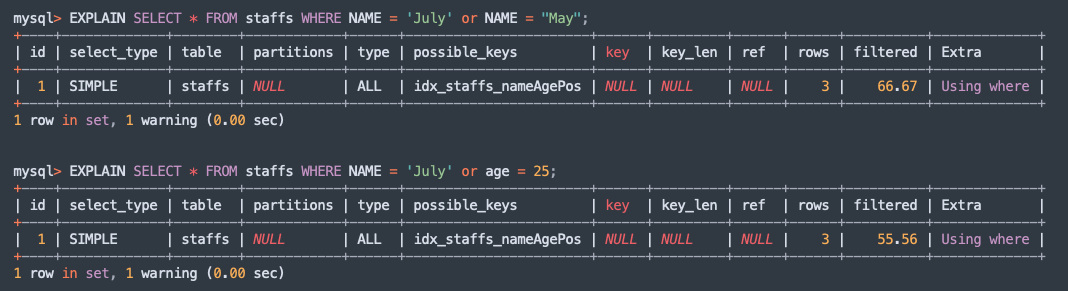 mysql> EXPLAIN SELECT * FROM staffs WHERE NAME = 'July' or NAME = "May";
+----+-------------+--------+------------+------+-----------------------+------+---------+------+------+----------+-------------+
| id | select_type | table | partitions | type | possible_keys | key | key_len | ref | rows | filtered | Extra |
+----+-------------+--------+------------+------+-----------------------+------+---------+------+------+----------+-------------+
| 1 | SIMPLE | staffs | NULL | ALL | idx_staffs_nameAgePos | NULL | NULL | NULL | 3 | 66.67 | Using where |
+----+-------------+--------+------------+------+-----------------------+------+---------+------+------+----------+-------------+
1 row in set, 1 warning (0.00 sec)
mysql> EXPLAIN SELECT * FROM staffs WHERE NAME = 'July' or age = 25;
+----+-------------+--------+------------+------+-----------------------+------+---------+------+------+----------+-------------+
| id | select_type | table | partitions | type | possible_keys | key | key_len | ref | rows | filtered | Extra |
+----+-------------+--------+------------+------+-----------------------+------+---------+------+------+----------+-------------+
| 1 | SIMPLE | staffs | NULL | ALL | idx_staffs_nameAgePos | NULL | NULL | NULL | 3 | 55.56 | Using where |
+----+-------------+--------+------------+------+-----------------------+------+---------+------+------+----------+-------------+
1 row in set, 1 warning (0.00 sec)